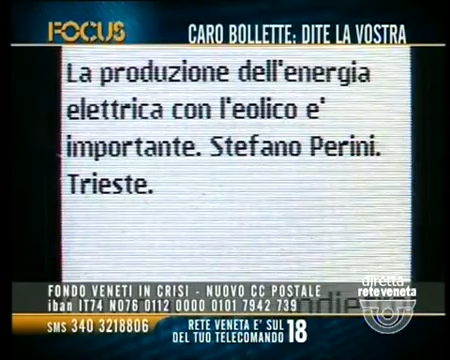 FOCUS
CARO BOLLETTE: DITE LA VOSTRA
La produzione dell'energia
elettrica con l'eolico e'
importante. Stefano Perini.
Trieste.
diretta
reteveneta
FONDO VENETI IN CRISI - NUOVO CC POSTALE
iban IT74 N076 0112 0000 0101 7942 739
SMS 340 3218806
RETE VENETA E' SUL
DEL TUO TELECOMANDO 18